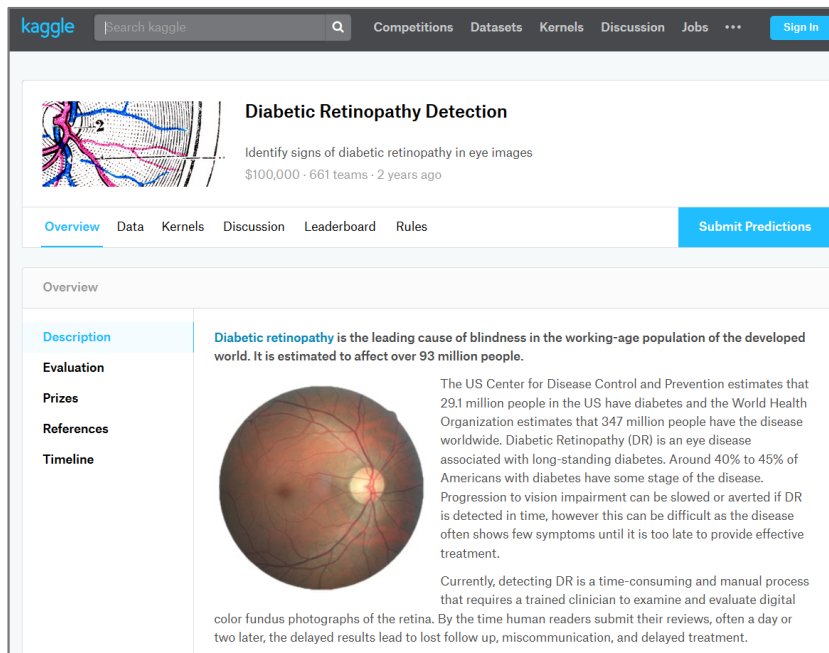 kaggle
Search kaggle
Competitions Datasets Kernels Discussion Jobs •••
Sign In
2
Diabetic Retinopathy Detection
Identify signs of diabetic retinopathy in eye images
$100,000 · 661 teams · 2 years ago
Overview Data Kernels Discussion Leaderboard Rules
Submit Predictions
Overview
Description
Evaluation
Prizes
References
Timeline
Diabetic retinopathy is the leading cause of blindness in the working-age population of the developed
world. It is estimated to affect over 93 million people.
The US Center for Disease Control and Prevention estimates that
29.1 million people in the US have diabetes and the World Health
Organization estimates that 347 million people have the disease
worldwide. Diabetic Retinopathy (DR) is an eye disease
associated with long-standing diabetes. Around 40% to 45% of
Americans with diabetes have some stage of the disease.
Progression to vision impairment can be slowed or averted if DR
is detected in time, however this can be difficult as the disease
often shows few symptoms until it is too late to provide effective
treatment.
Currently, detecting DR is a time-consuming and manual process
that requires a trained clinician to examine and evaluate digital
color fundus photographs of the retina. By the time human readers submit their reviews, often a day or
two later, the delayed results lead to lost follow up, miscommunication, and delayed treatment.